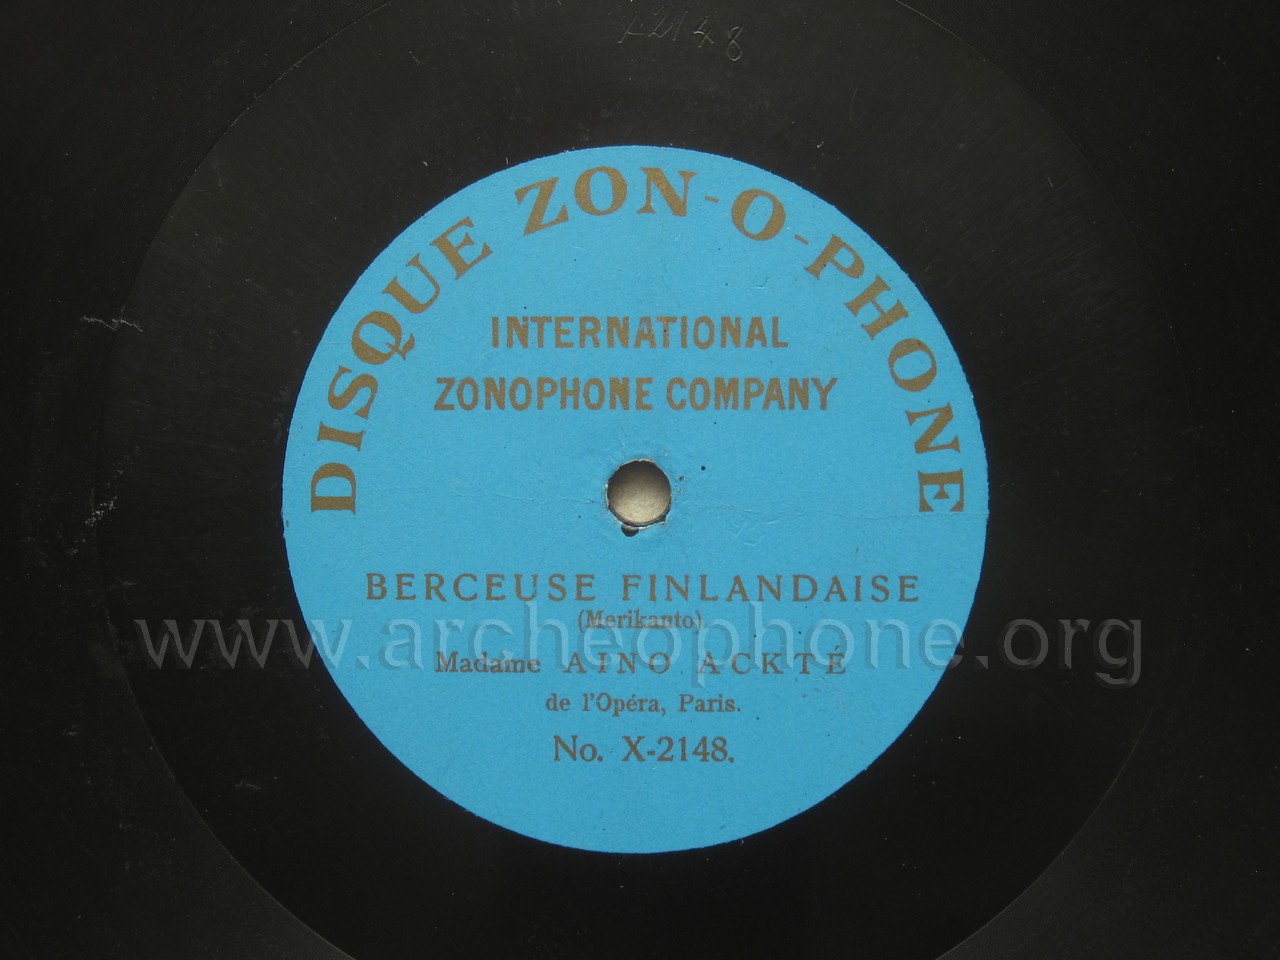 X2148
DISQUE ZON-O-PHONE
INTERNATIONAL
ZONOPHONE COMPANY
BERCEUSE FINLANDAISE
(Merikanto)
www.archeophone.org
Madame AINO ACKTÉ
de l'Opéra, Paris.
No. X-2148.